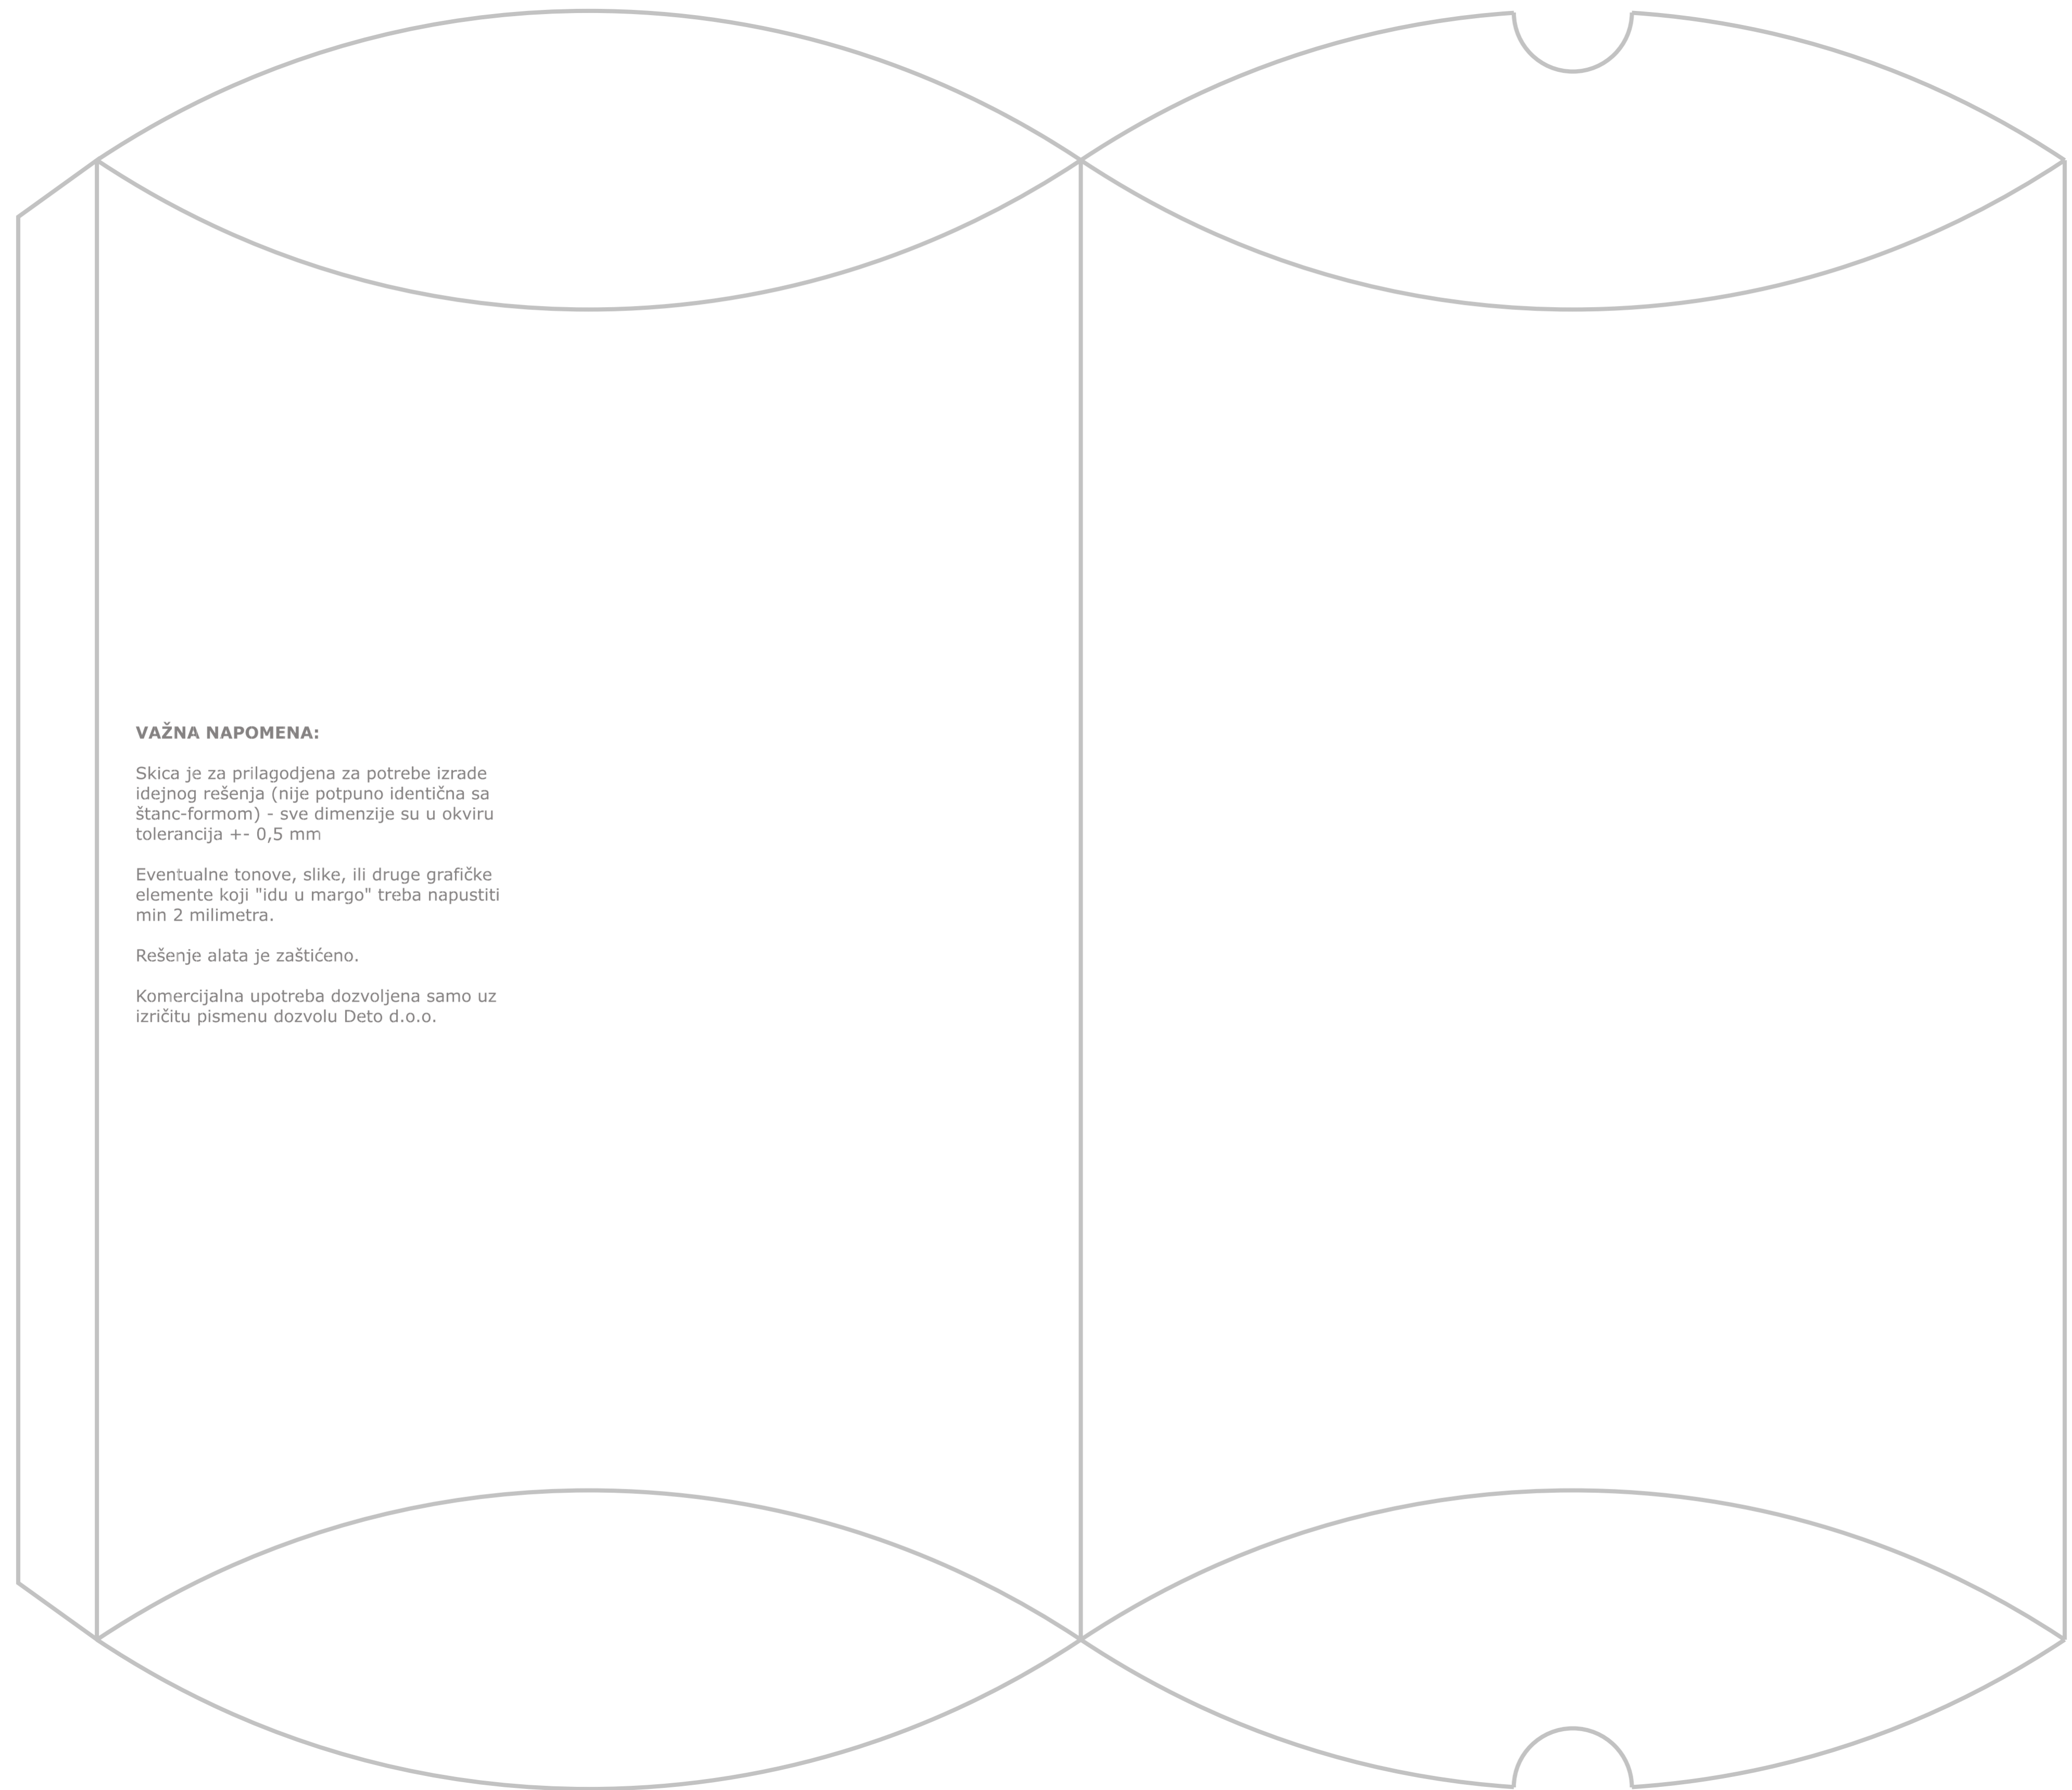 VAŽNA NAPOMENA:
Skica je za prilagodjena za potrebe izrade
idejnog rešenja (nije potpuno identična sa
štanc-formom) - sve dimenzije su u okviru
tolerancija +- 0,5 mm
Eventualne tonove, slike, ili druge grafičke
elemente koji "idu u margo" treba napustiti
min 2 milimetra.
Rešenje alata je zaštićeno.
Komercijalna upotreba dozvoljena samo uz
izričitu pismenu dozvolu Deto d.o.o.